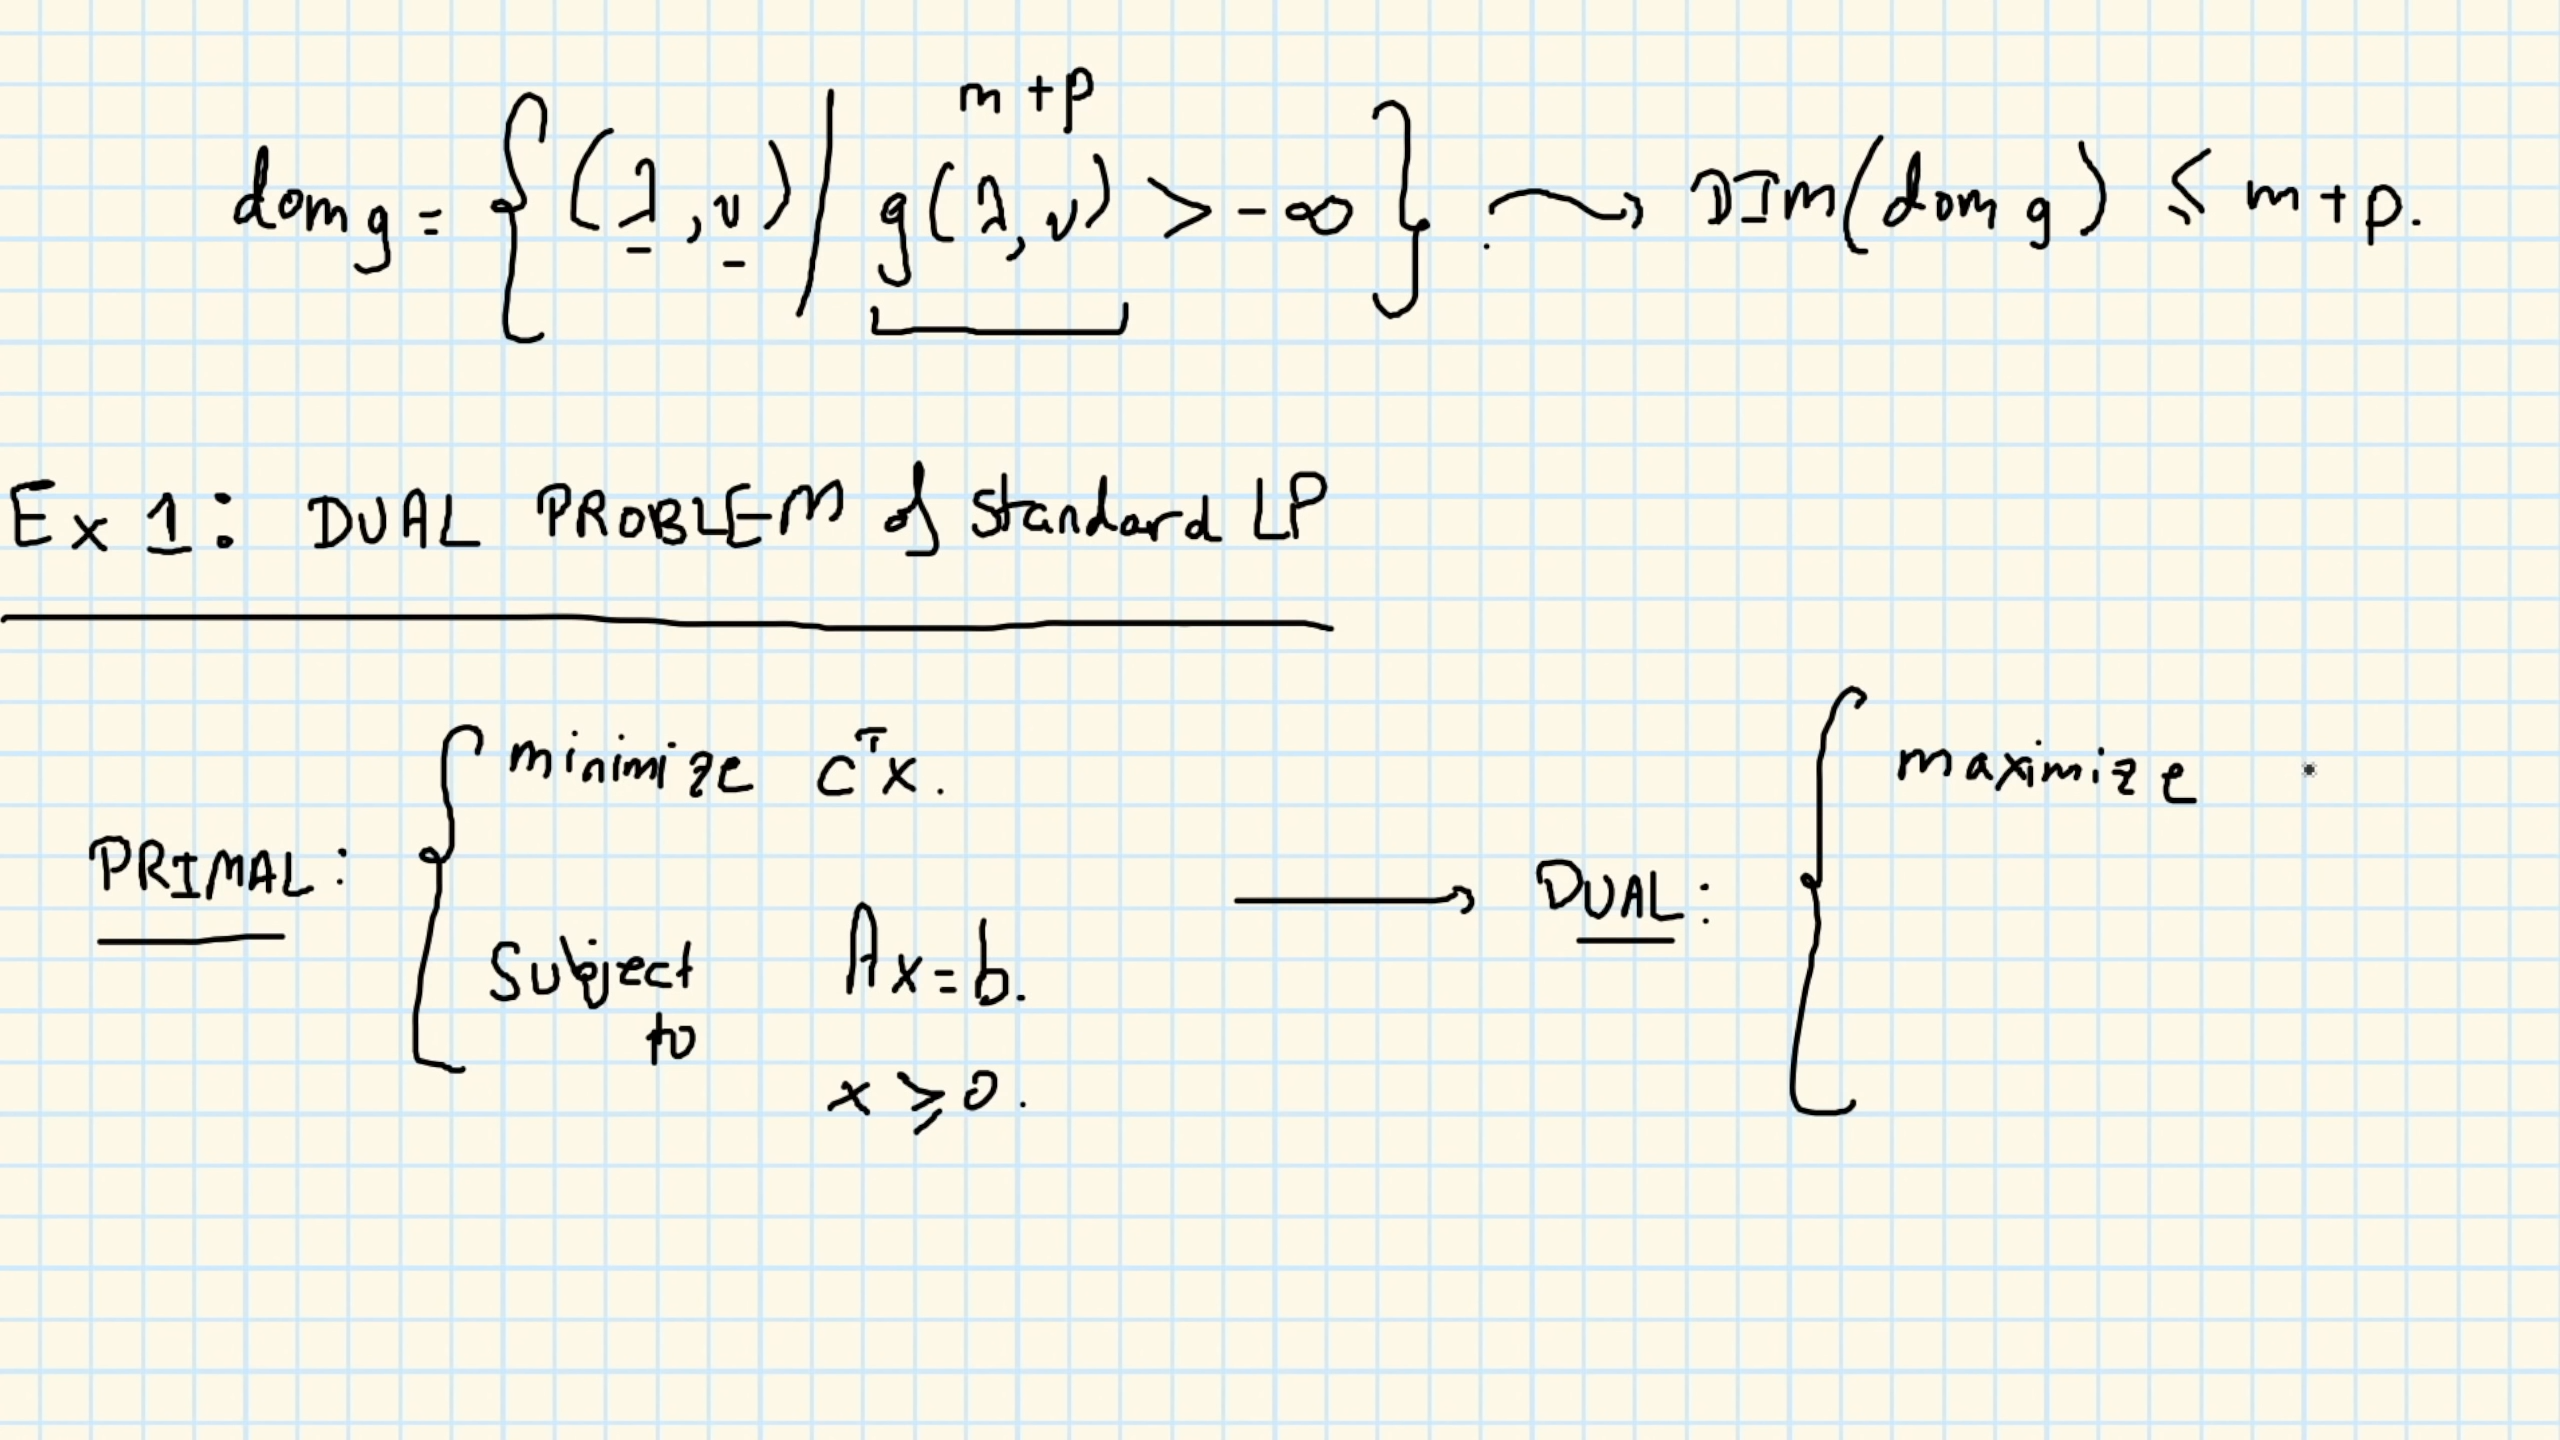 m + p
dom g = { (λ, ν) | g(λ, ν) > -∞ } ⇝ DIM(dom g) ≤ m + p.
Ex 1: DUAL PROBLEM of Standard LP
minimize cᵀx.
maximize
PRIMAL:
DUAL:
Subject to
Ax = b.
x ≥ 0.